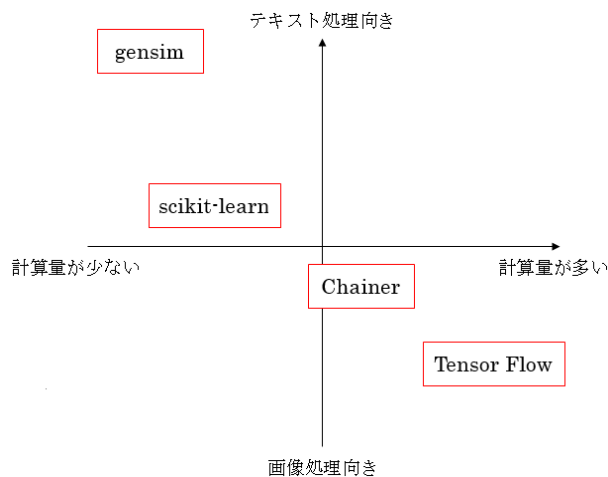 テキスト処理向き
gensim
scikit-learn
計算量が少ない
計算量が多い
Chainer
Tensor Flow
画像処理向き